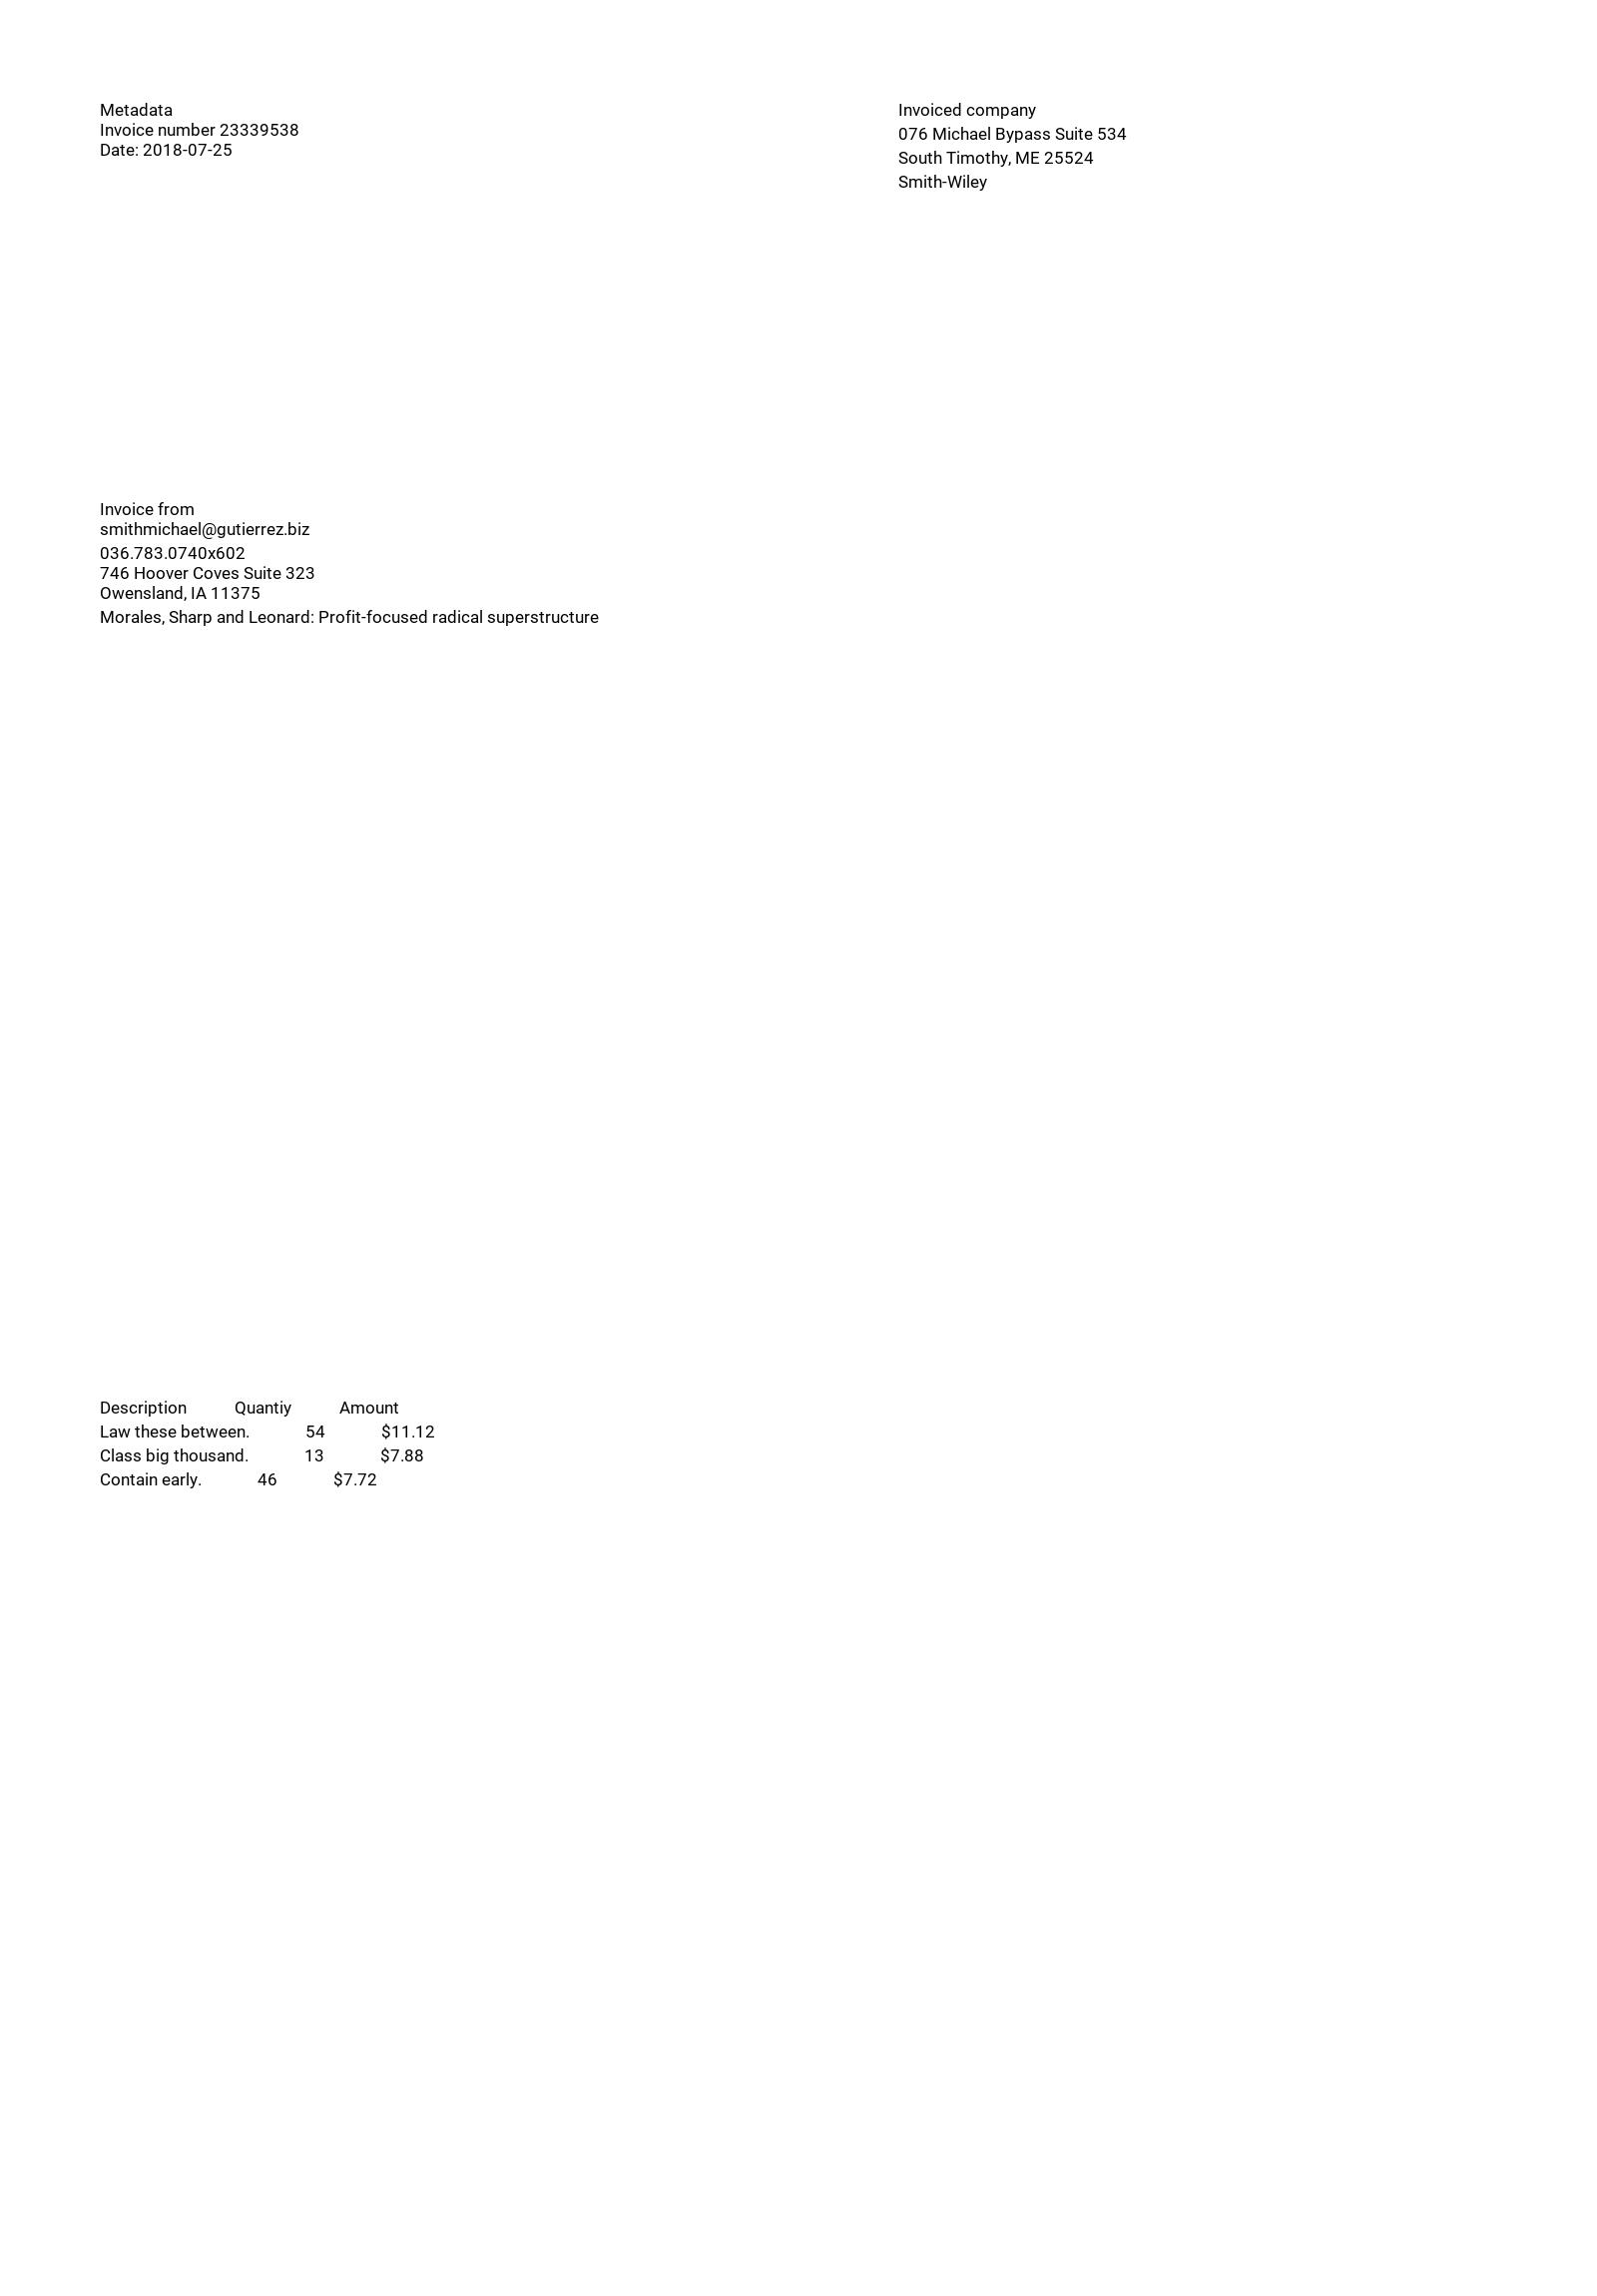 Metadata
Invoice number 23339538
Date: 2018-07-25
Invoiced company
076 Michael Bypass Suite 534
South Timothy, ME 25524
Smith-Wiley
Invoice from
smithmichael@gutierrez.biz
036.783.0740x602
746 Hoover Coves Suite 323
Owensland, IA 11375
Morales, Sharp and Leonard: Profit-focused radical superstructure
Description Quantiy Amount
Law these between. 54 $11.12
Class big thousand. 13 $7.88
Contain early. 46 $7.72